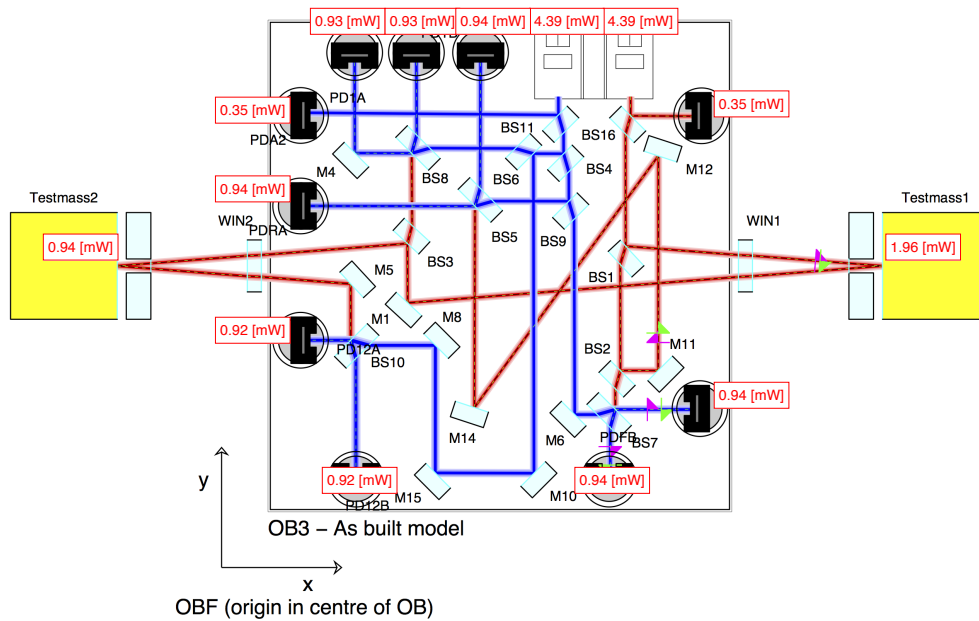 0.93 [mW] 0.93 [mW] 0.94 [mW] 4.39 [mW] 4.39 [mW]
PD1A
0.35 [mW] 0.35 [mW]
PDA2 BS11 BS16
M4 BS8 BS6 BS4 M12
Testmass2 0.94 [mW] Testmass1
WIN2 PDRA BS5 BS9 WIN1
0.94 [mW] BS3 BS1 1.96 [mW]
M5
M1 M8
0.92 [mW] PD12A BS10 BS2 M11
0.94 [mW]
M14 M6 PDFB BS7
0.92 [mW] M15 M10 0.94 [mW]
PD12B
y
OB3 – As built model
x
OBF (origin in centre of OB)